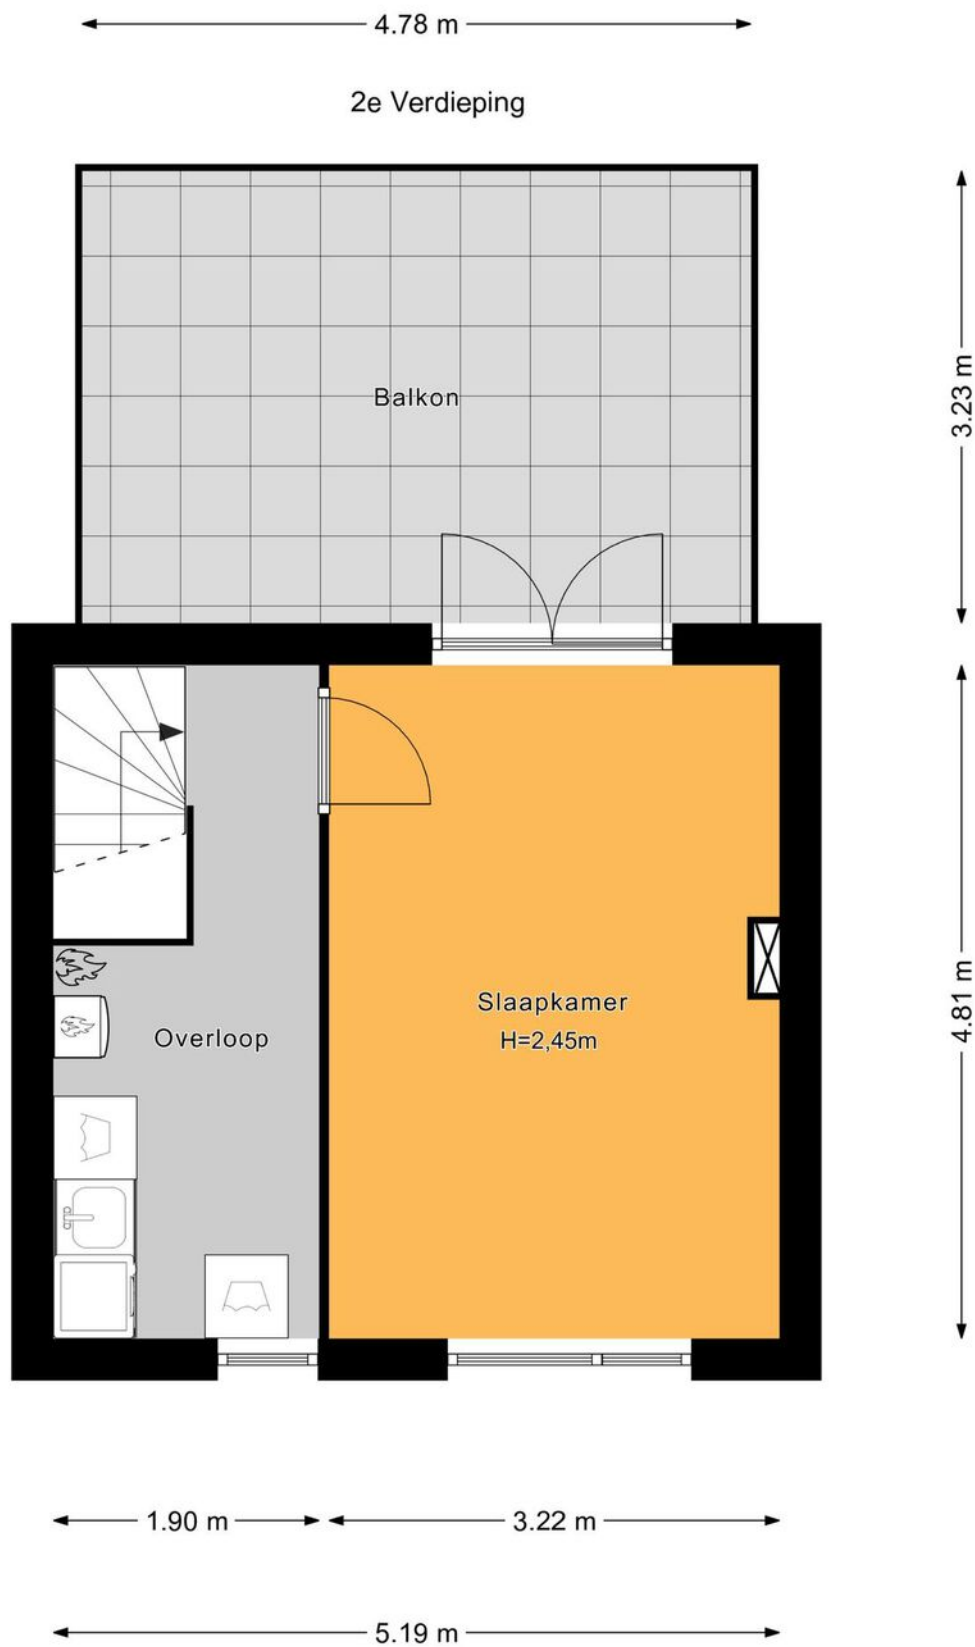 4.78 m
2e Verdieping
3.23 m
Balkon
4.81 m
Slaapkamer
H=2,45m
Overloop
1.90 m
3.22 m
5.19 m